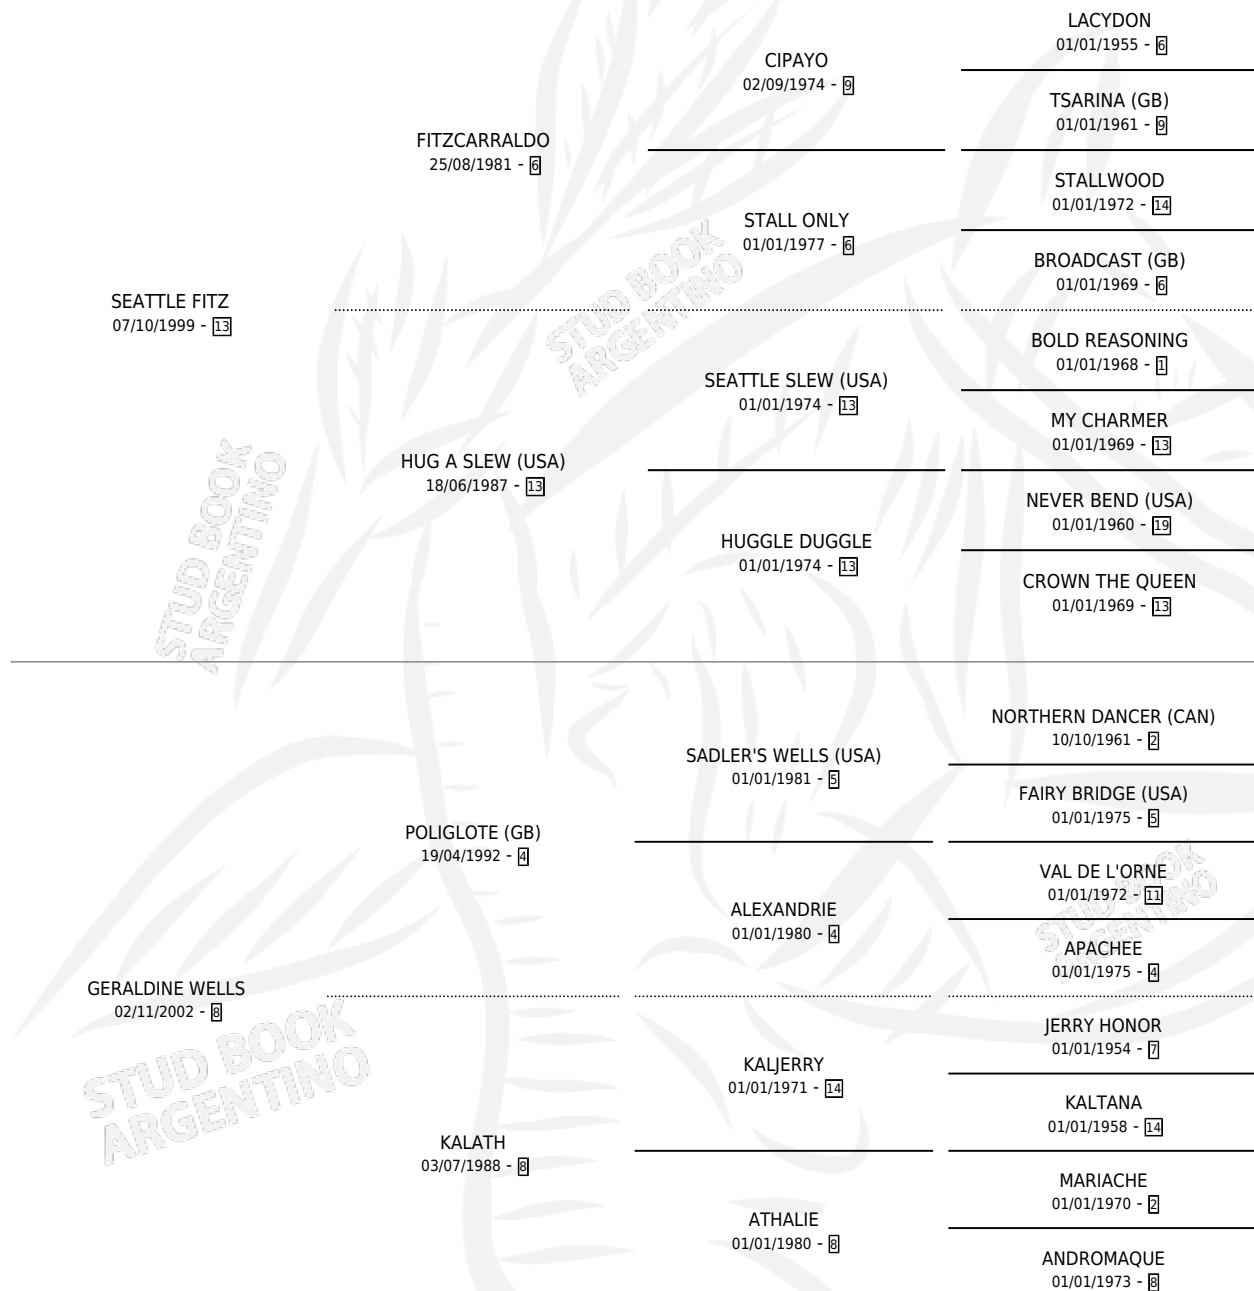 LACYDON
01/01/1955 - 6
CIPAYO
02/09/1974 - 9
TSARINA (GB)
01/01/1961 - 9
FITZCARRALDO
25/08/1981 - 6
STALLWOOD
01/01/1972 - 14
STALL ONLY
01/01/1977 - 6
BROADCAST (GB)
01/01/1969 - 6
SEATTLE FITZ
07/10/1999 - 13
STUD BOOK
ARGENTINO
BOLD REASONING
01/01/1968 - 1
SEATTLE SLEW (USA)
01/01/1974 - 13
MY CHARMER
01/01/1969 - 13
HUG A SLEW (USA)
18/06/1987 - 13
NEVER BEND (USA)
01/01/1960 - 19
HUGGLE DUGGLE
01/01/1974 - 13
CROWN THE QUEEN
01/01/1969 - 13
STUD BOOK
ARGENTINO
NORTHERN DANCER (CAN)
10/10/1961 - 2
SADLER'S WELLS (USA)
01/01/1981 - 5
FAIRY BRIDGE (USA)
01/01/1975 - 5
POLIGLOTE (GB)
19/04/1992 - 4
VAL DE L'ORNE
01/01/1972 - 11
STUD BOOK
ARGENTINO
ALEXANDRIE
01/01/1980 - 4
APACHEE
01/01/1975 - 4
GERALDINE WELLS
02/11/2002 - 8
STUD BOOK
ARGENTINO
JERRY HONOR
01/01/1954 - 7
KALJERRY
01/01/1971 - 14
KALTANA
01/01/1958 - 14
KALATH
03/07/1988 - 8
MARIACHE
01/01/1970 - 2
ATHALIE
01/01/1980 - 8
ANDROMAQUE
01/01/1973 - 8